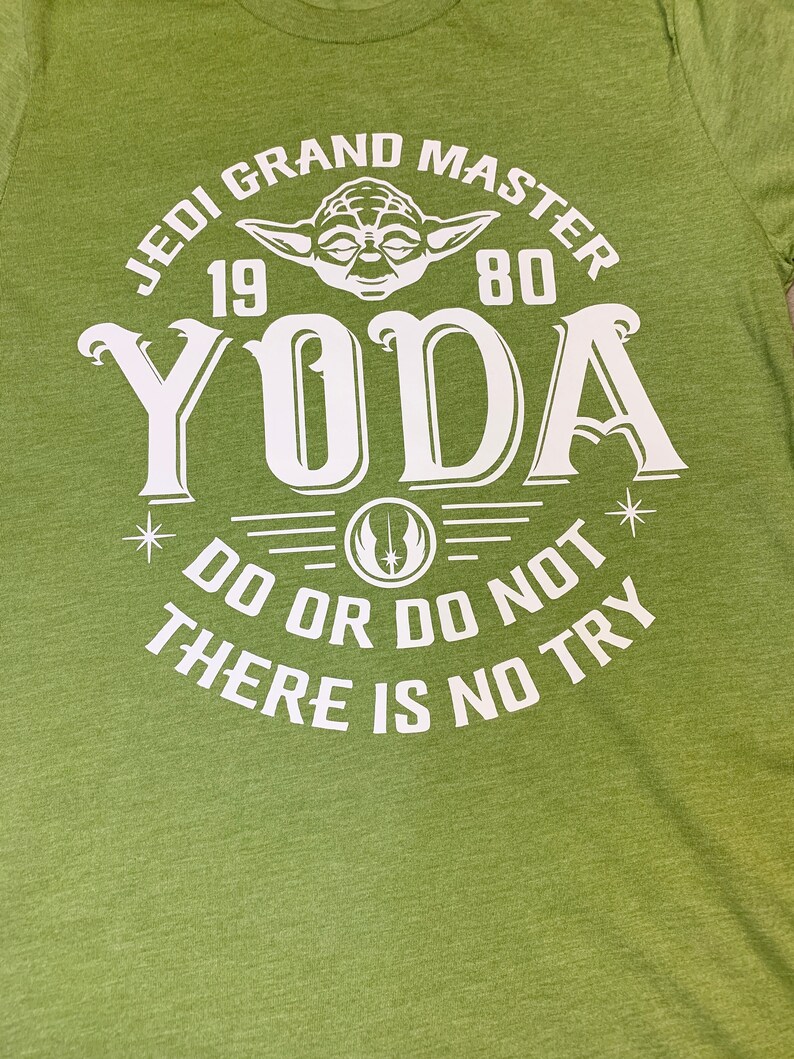 JEDI GRAND MASTER
19 80
YODA
DO OR DO NOT
THERE IS NO TRY